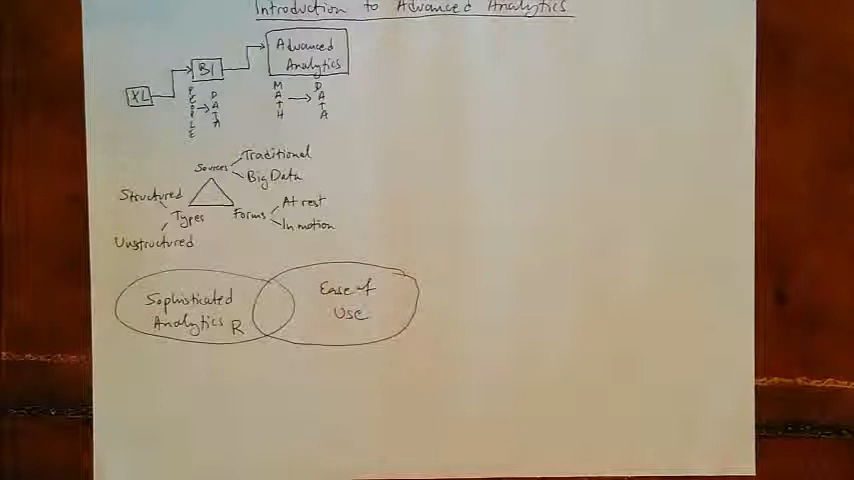 Introduction to Advanced Analytics
XL
BI
Advanced
Analytics
PEOPLE
DATA
MATH
DATA
Sources
Traditional
Big Data
Structured
Types
Unstructured
Forms
At rest
In motion
Sophisticated
Analytics R
Ease of
Use